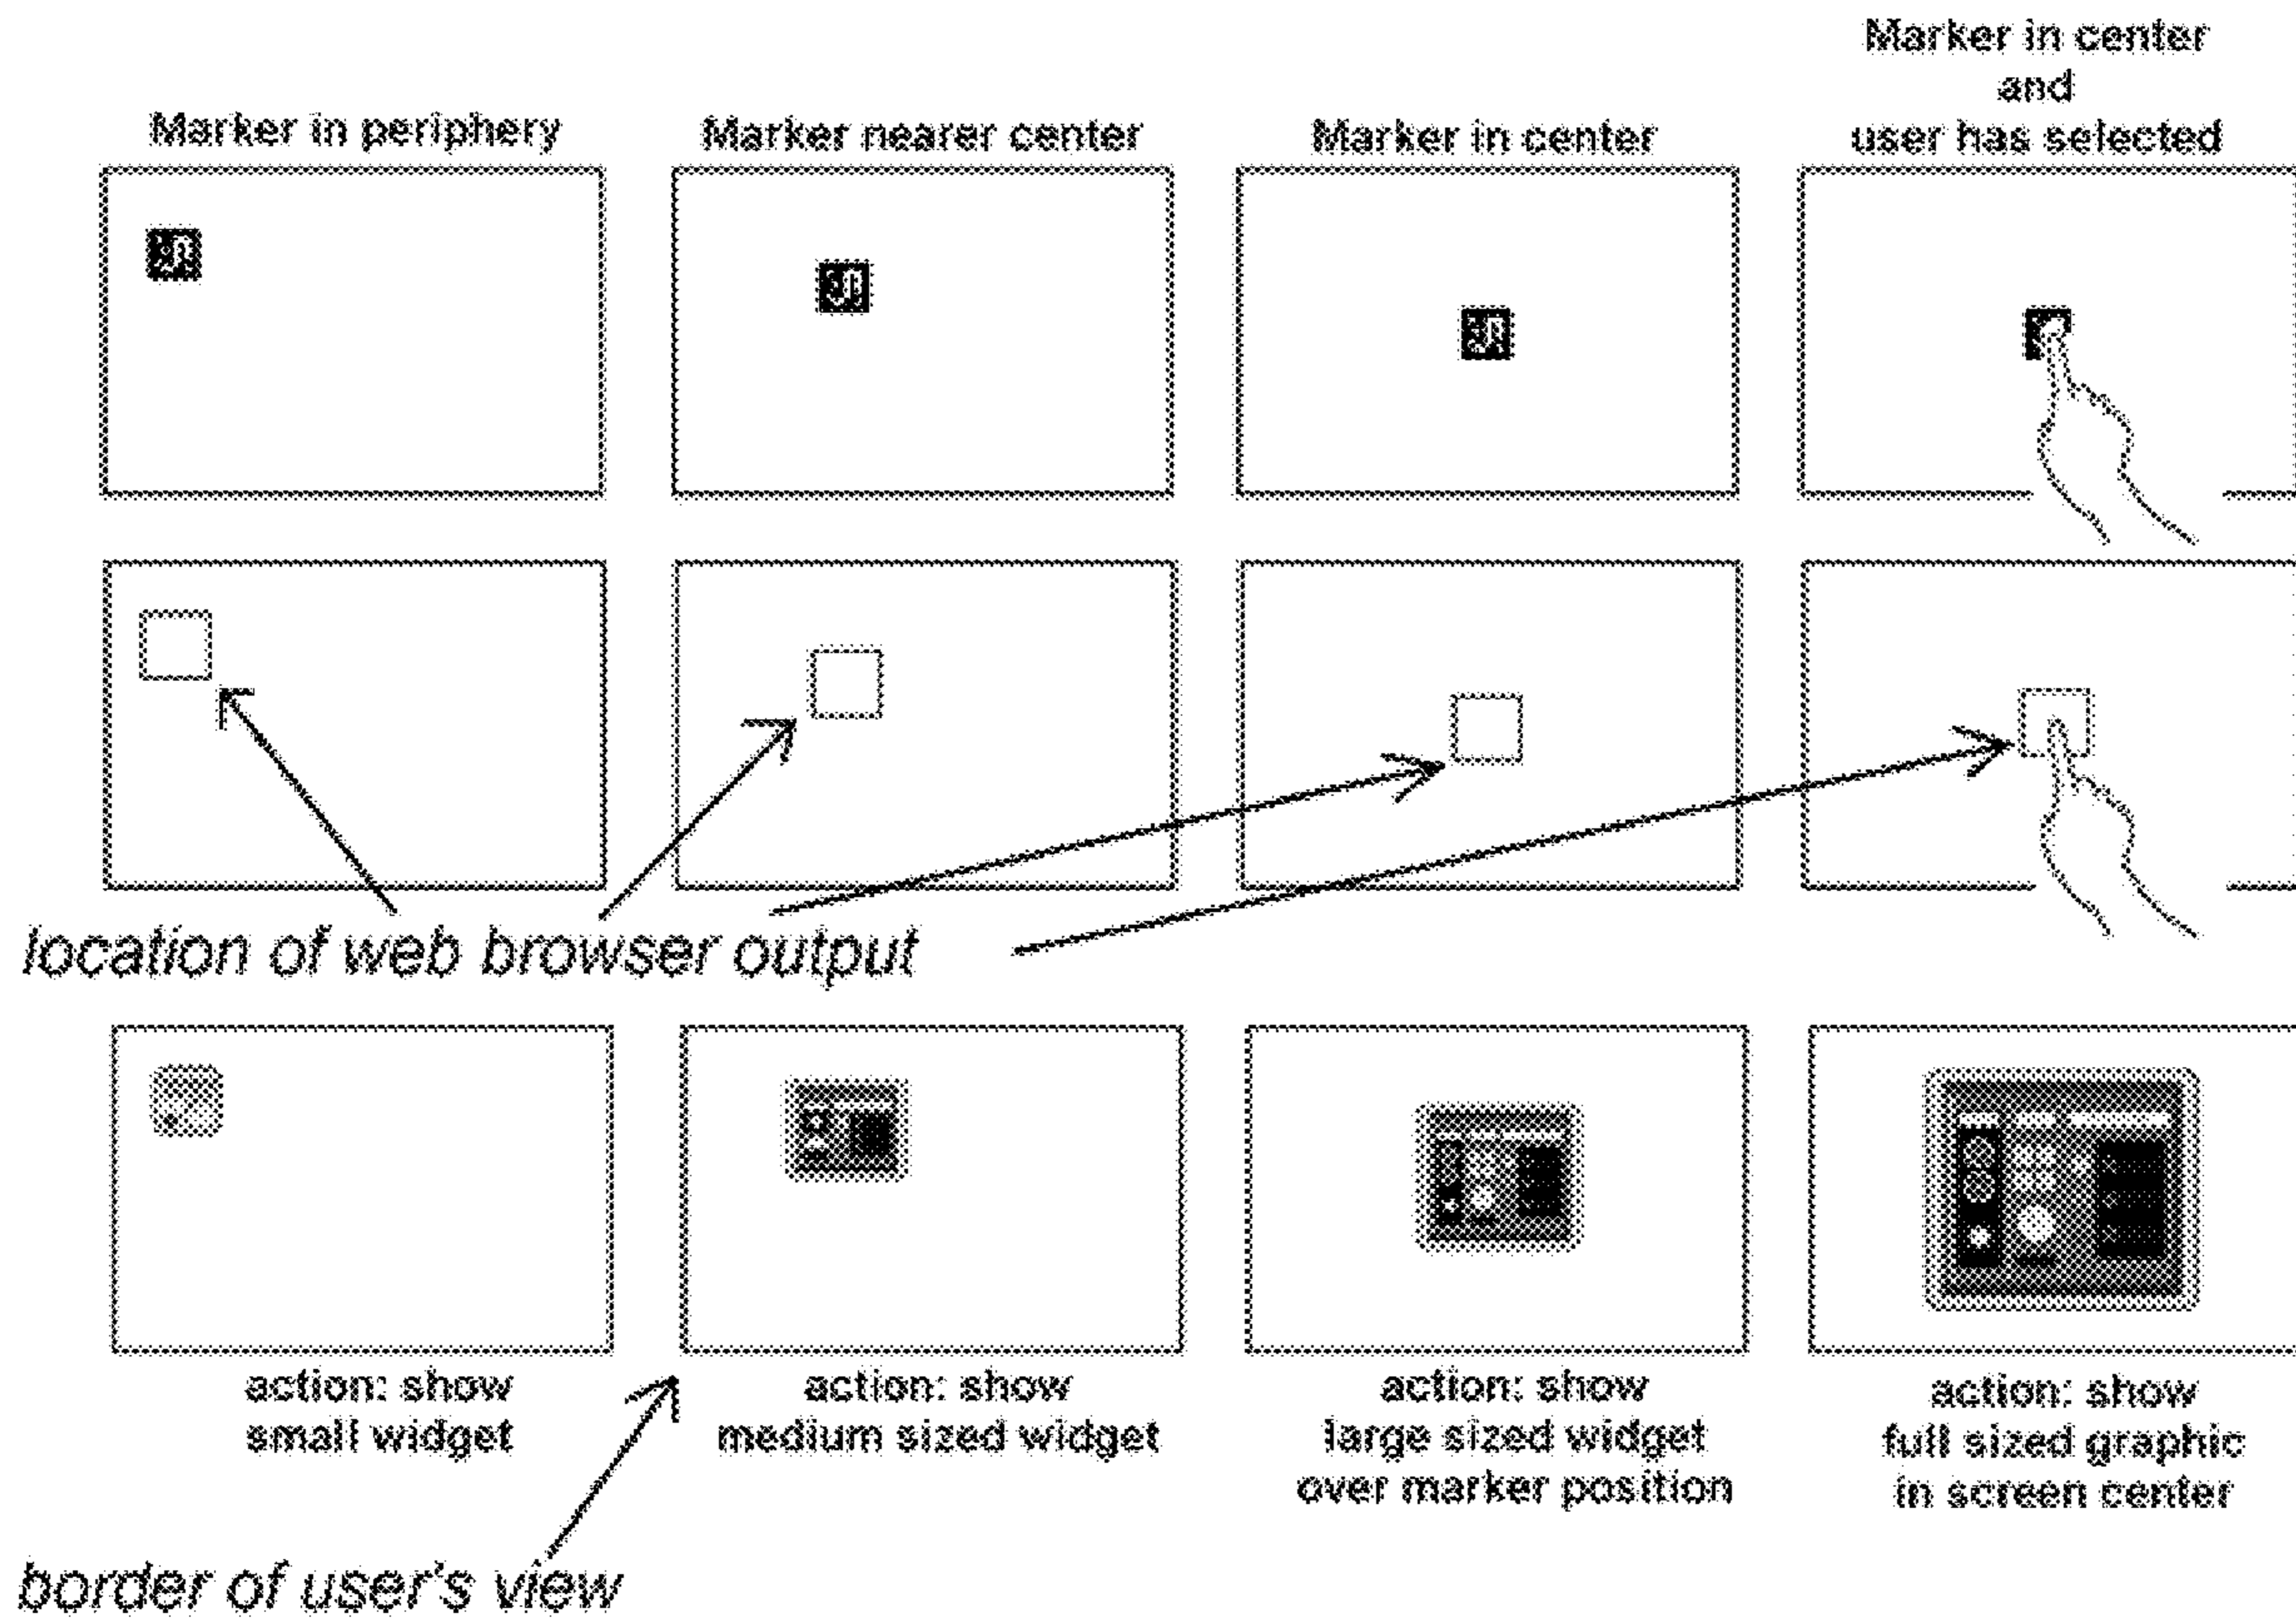 Marker in periphery
Marker nearer center
Marker in center
Marker in center
and
user has selected
location of web browser output
action: show
small widget
action: show
medium sized widget
action: show
large sized widget
over marker position
action: show
full sized graphic
in screen center
border of user's view